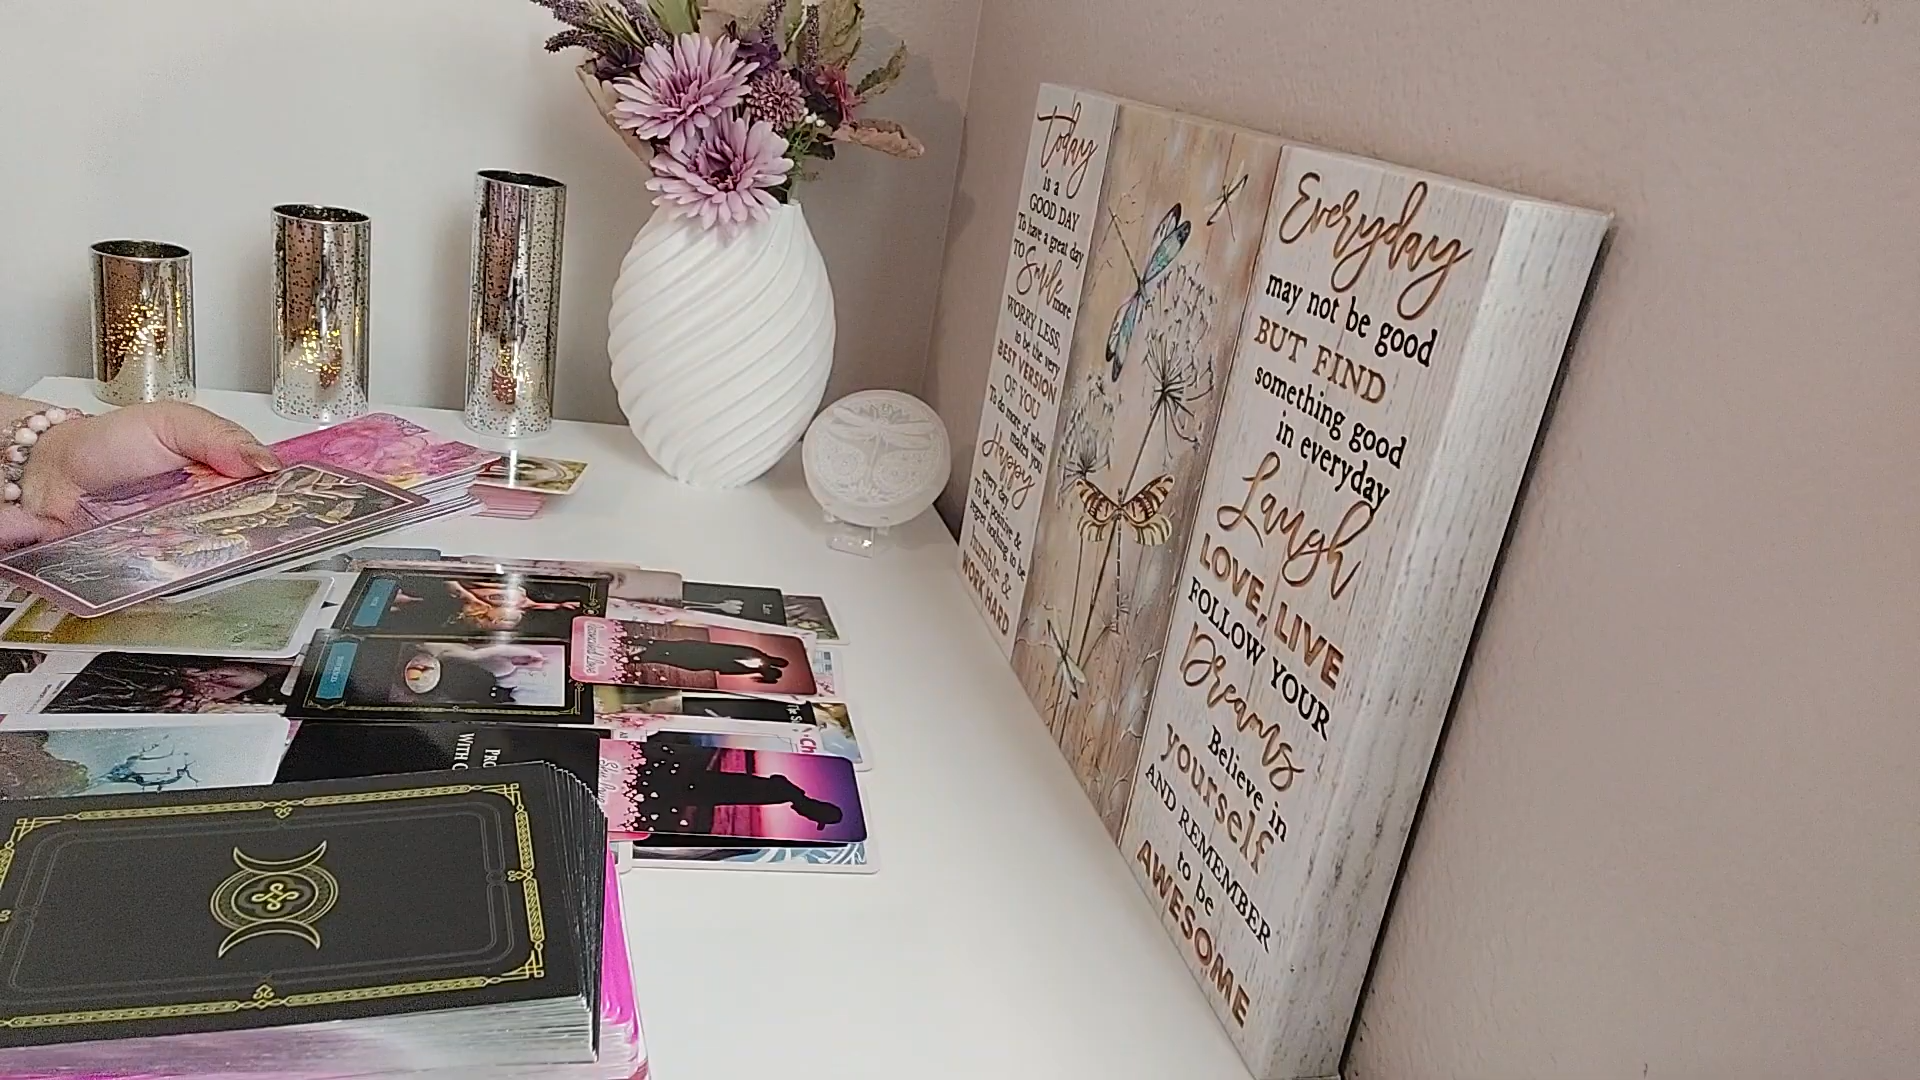 today
is a
GOOD DAY
To have a great day
TO Smile more
WORRY LESS,
to be the very
BEST VERSION
OF YOU
To do more of what
makes you
Happy
every day
To be positive &
regret nothing to be
humble &
WORK HARD
Everyday
may not be good
BUT FIND
something good
in everyday
Laugh
LOVE, LIVE
FOLLOW YOUR
Dreams
Believe in
yourself
AND REMEMBER
to be
AWESOME